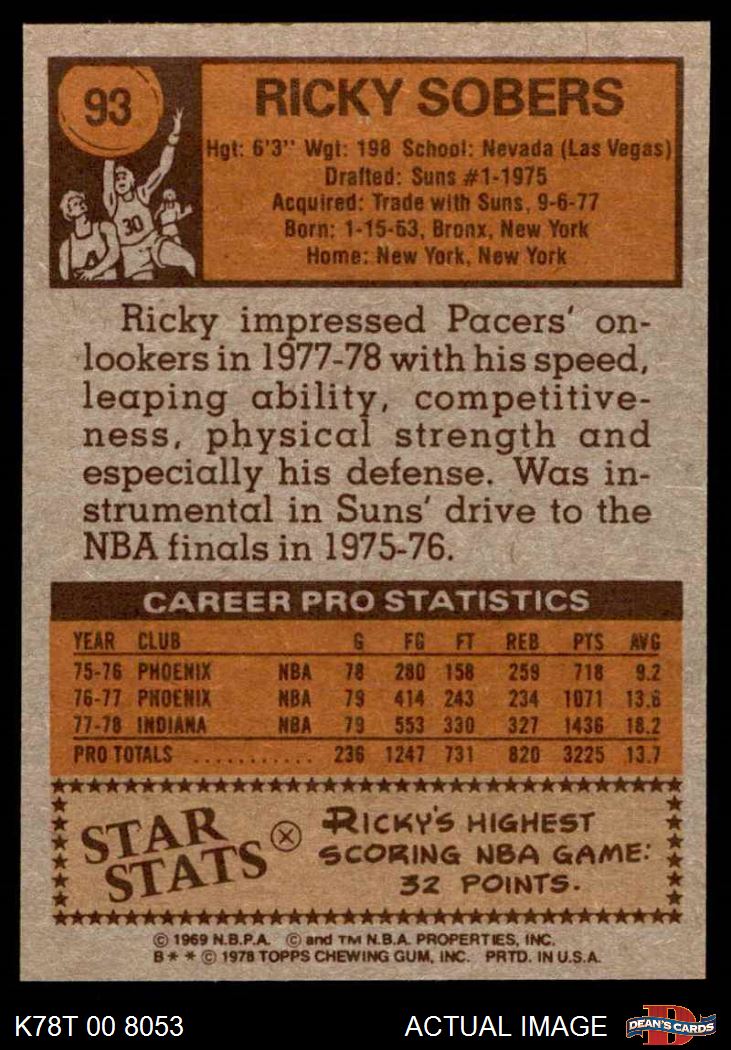 93
RICKY SOBERS
Hgt: 6'3" Wgt: 198 School: Nevada (Las Vegas)
Drafted: Suns #1-1975
Acquired: Trade with Suns, 9-6-77
Born: 1-15-53, Bronx, New York
Home: New York, New York
30
Ricky impressed Pacers' on-
lookers in 1977-78 with his speed,
leaping ability, competitive-
ness, physical strength and
especially his defense. Was in-
strumental in Suns' drive to the
NBA finals in 1975-76.
CAREER PRO STATISTICS
YEAR CLUB G FG FT REB PTS AVG
75-76 PHOENIX NBA 78 280 158 259 718 9.2
76-77 PHOENIX NBA 79 414 243 234 1071 13.6
77-78 INDIANA NBA 79 553 330 327 1436 18.2
PRO TOTALS ........... 236 1247 731 820 3225 13.7
STAR STATS
RICKY'S HIGHEST
SCORING NBA GAME:
32 POINTS.
© 1969 N.B.P.A. © and TM N.B.A. PROPERTIES, INC.
B* * © 1978 TOPPS CHEWING GUM, INC. PRTD. IN U.S.A.
K78T 00 8053 ACTUAL IMAGE D DEAN'S CARDS